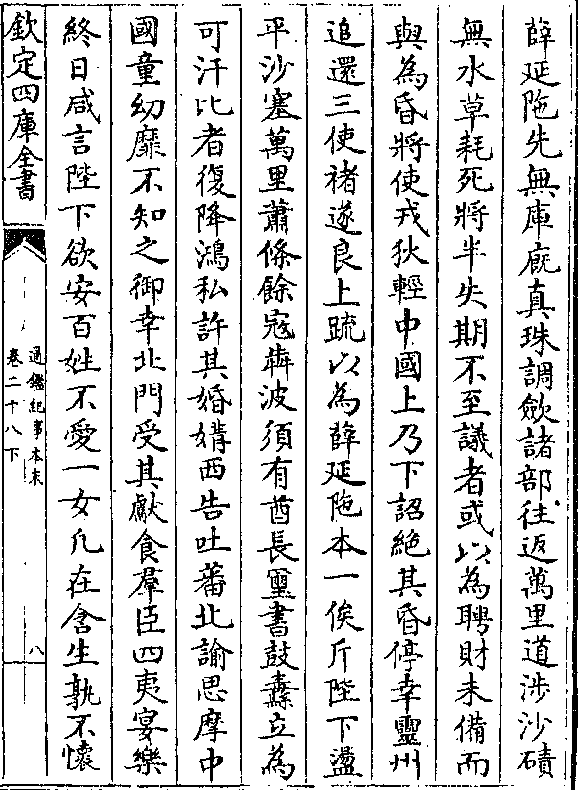 薛延陁先無庫廐真珠調歛諸部往返萬里道涉沙磧
無水草耗死將半失期不至議者或以為聘財未備而
與為昏將使戎狄輕中國上乃下詔絶其昏停幸靈州
追還三使褚遂良上疏以為薛延陁本一俟斤陛下盪
平沙塞萬里蕭條餘寇犇波須有酋長璽書鼓纛立為
可汗比者復降鴻私許其婚媾西告吐蕃北諭思摩中
國童幼靡不知之御幸北門受其獻食羣臣四夷宴樂
終日咸言陛下欲安百姓不愛一女凡在含生孰不懷
欽定四庫全書
通鑑紀事本末
卷二十八下
八